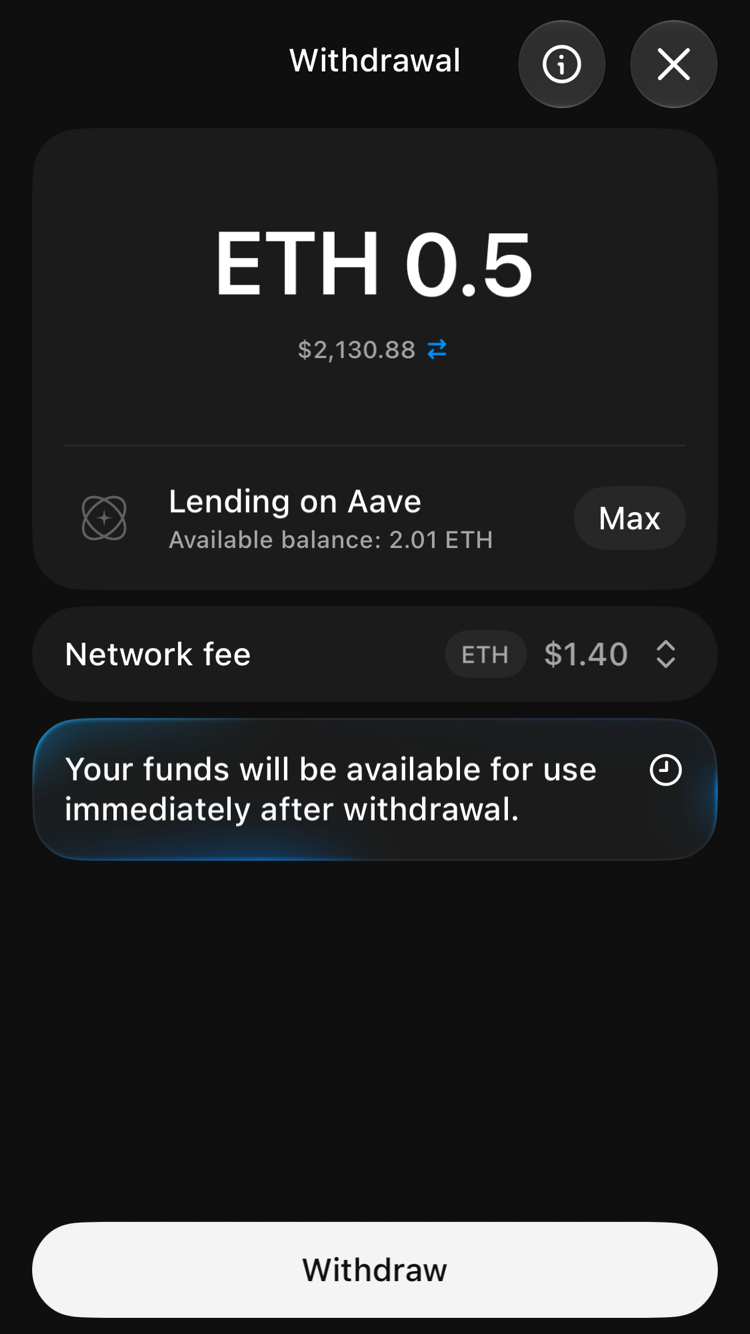 Withdrawal
ETH 0.5
$2,130.88
Lending on Aave
Available balance: 2.01 ETH
Max
Network fee
ETH
$1.40
Your funds will be available for use
immediately after withdrawal.
Withdraw